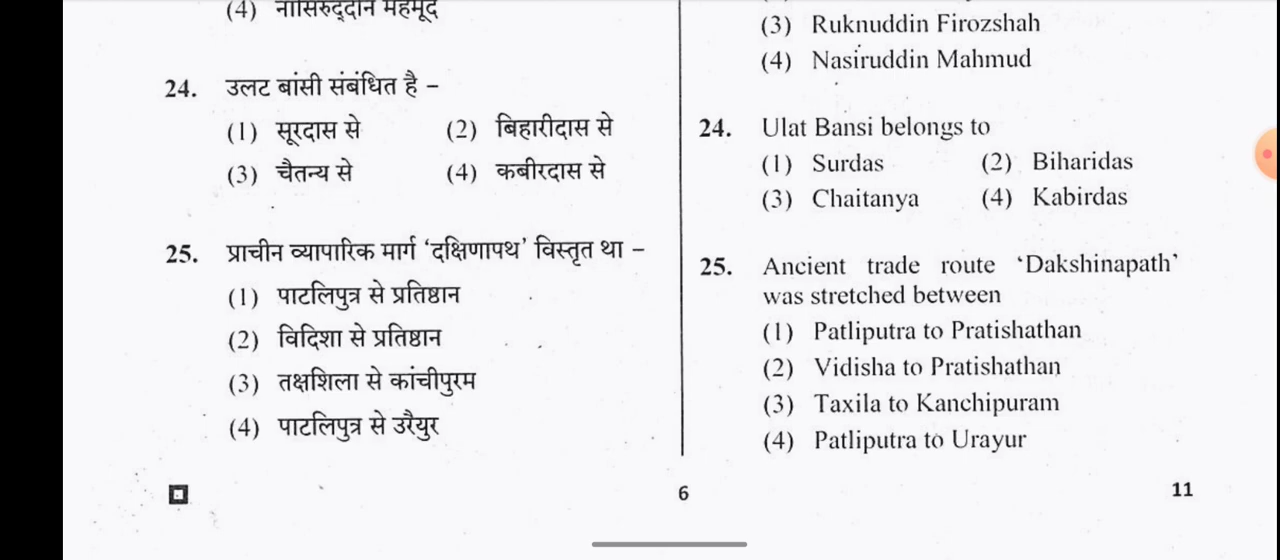 (4) नासिरुद्दीन महमूद
24. उलट बांसी संबंधित है –
(1) सूरदास से (2) बिहारीदास से
(3) चैतन्य से (4) कबीरदास से
25. प्राचीन व्यापारिक मार्ग ‘दक्षिणापथ’ विस्तृत था –
(1) पाटलिपुत्र से प्रतिष्ठान
(2) विदिशा से प्रतिष्ठान
(3) तक्षशिला से कांचीपुरम
(4) पाटलिपुत्र से उरैयुर
(3) Ruknuddin Firozshah
(4) Nasiruddin Mahmud
24. Ulat Bansi belongs to
(1) Surdas (2) Biharidas
(3) Chaitanya (4) Kabirdas
25. Ancient trade route ‘Dakshinapath’
was stretched between
(1) Patliputra to Pratishathan
(2) Vidisha to Pratishathan
(3) Taxila to Kanchipuram
(4) Patliputra to Urayur
6
11